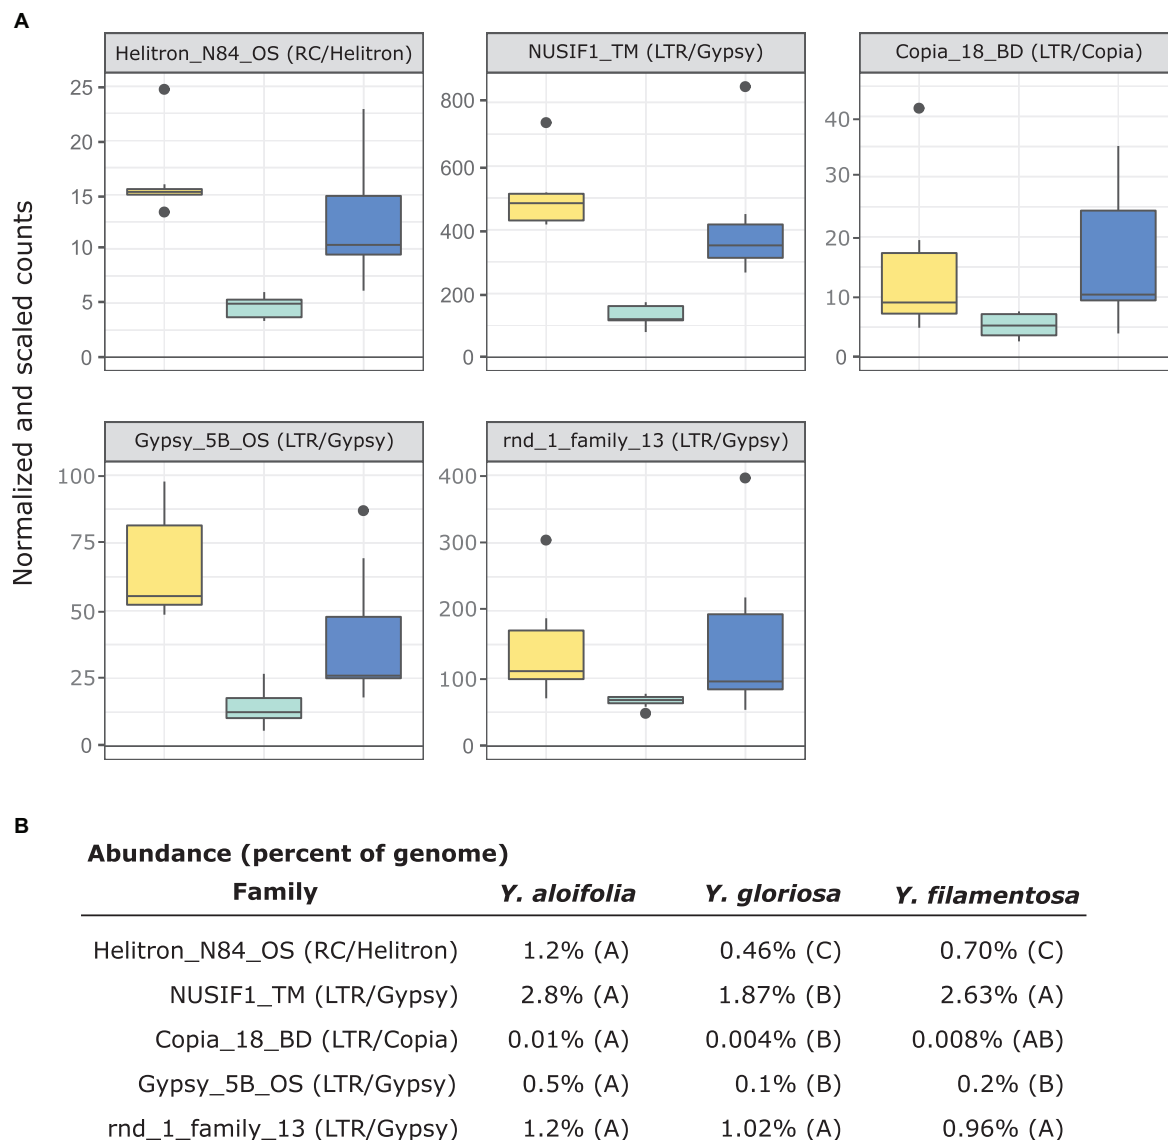 A
Helitron_N84_OS (RC/Helitron)
NUSIF1_TM (LTR/Gypsy)
Copia_18_BD (LTR/Copia)
Normalized and scaled counts
25
20
15
10
5
0
800
600
400
200
0
40
30
20
10
0
Gypsy_5B_OS (LTR/Gypsy)
rnd_1_family_13 (LTR/Gypsy)
100
75
50
25
0
400
300
200
100
0
B
Abundance (percent of genome)
Family Y. aloifolia Y. gloriosa Y. filamentosa
Helitron_N84_OS (RC/Helitron) 1.2% (A) 0.46% (C) 0.70% (C)
NUSIF1_TM (LTR/Gypsy) 2.8% (A) 1.87% (B) 2.63% (A)
Copia_18_BD (LTR/Copia) 0.01% (A) 0.004% (B) 0.008% (AB)
Gypsy_5B_OS (LTR/Gypsy) 0.5% (A) 0.1% (B) 0.2% (B)
rnd_1_family_13 (LTR/Gypsy) 1.2% (A) 1.02% (A) 0.96% (A)